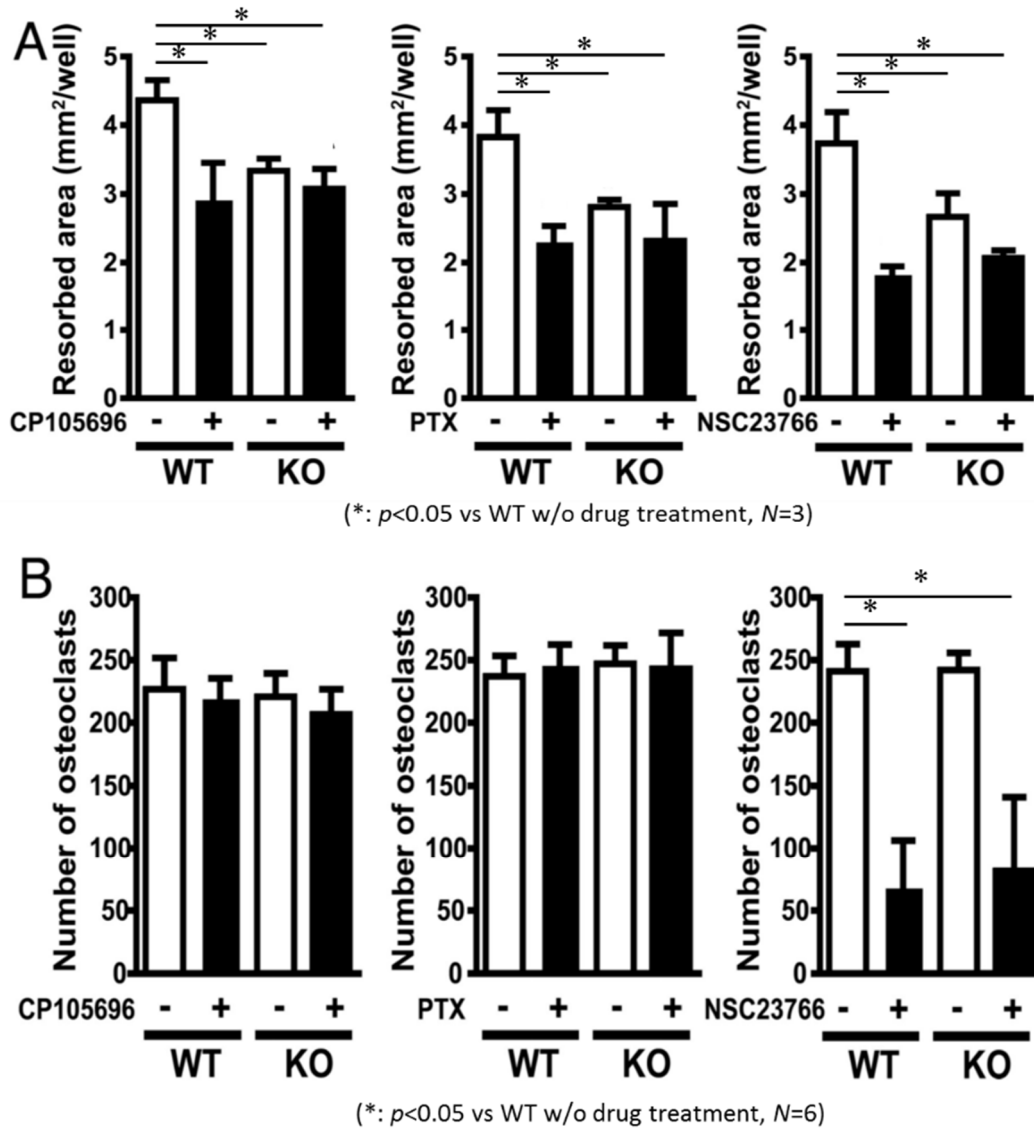 A
Resorbed area (mm²/well)
5
4
3
2
1
0
* * *
CP105696 - + - +
WT KO
Resorbed area (mm²/well)
5
4
3
2
1
0
* * *
PTX - + - +
WT KO
Resorbed area (mm²/well)
5
4
3
2
1
0
* * *
NSC23766 - + - +
WT KO
(*: p<0.05 vs WT w/o drug treatment, N=3)
B
Number of osteoclasts
300
250
200
150
100
50
0
CP105696 - + - +
WT KO
Number of osteoclasts
300
250
200
150
100
50
0
PTX - + - +
WT KO
Number of osteoclasts
300
250
200
150
100
50
0
* *
NSC23766 - + - +
WT KO
(*: p<0.05 vs WT w/o drug treatment, N=6)